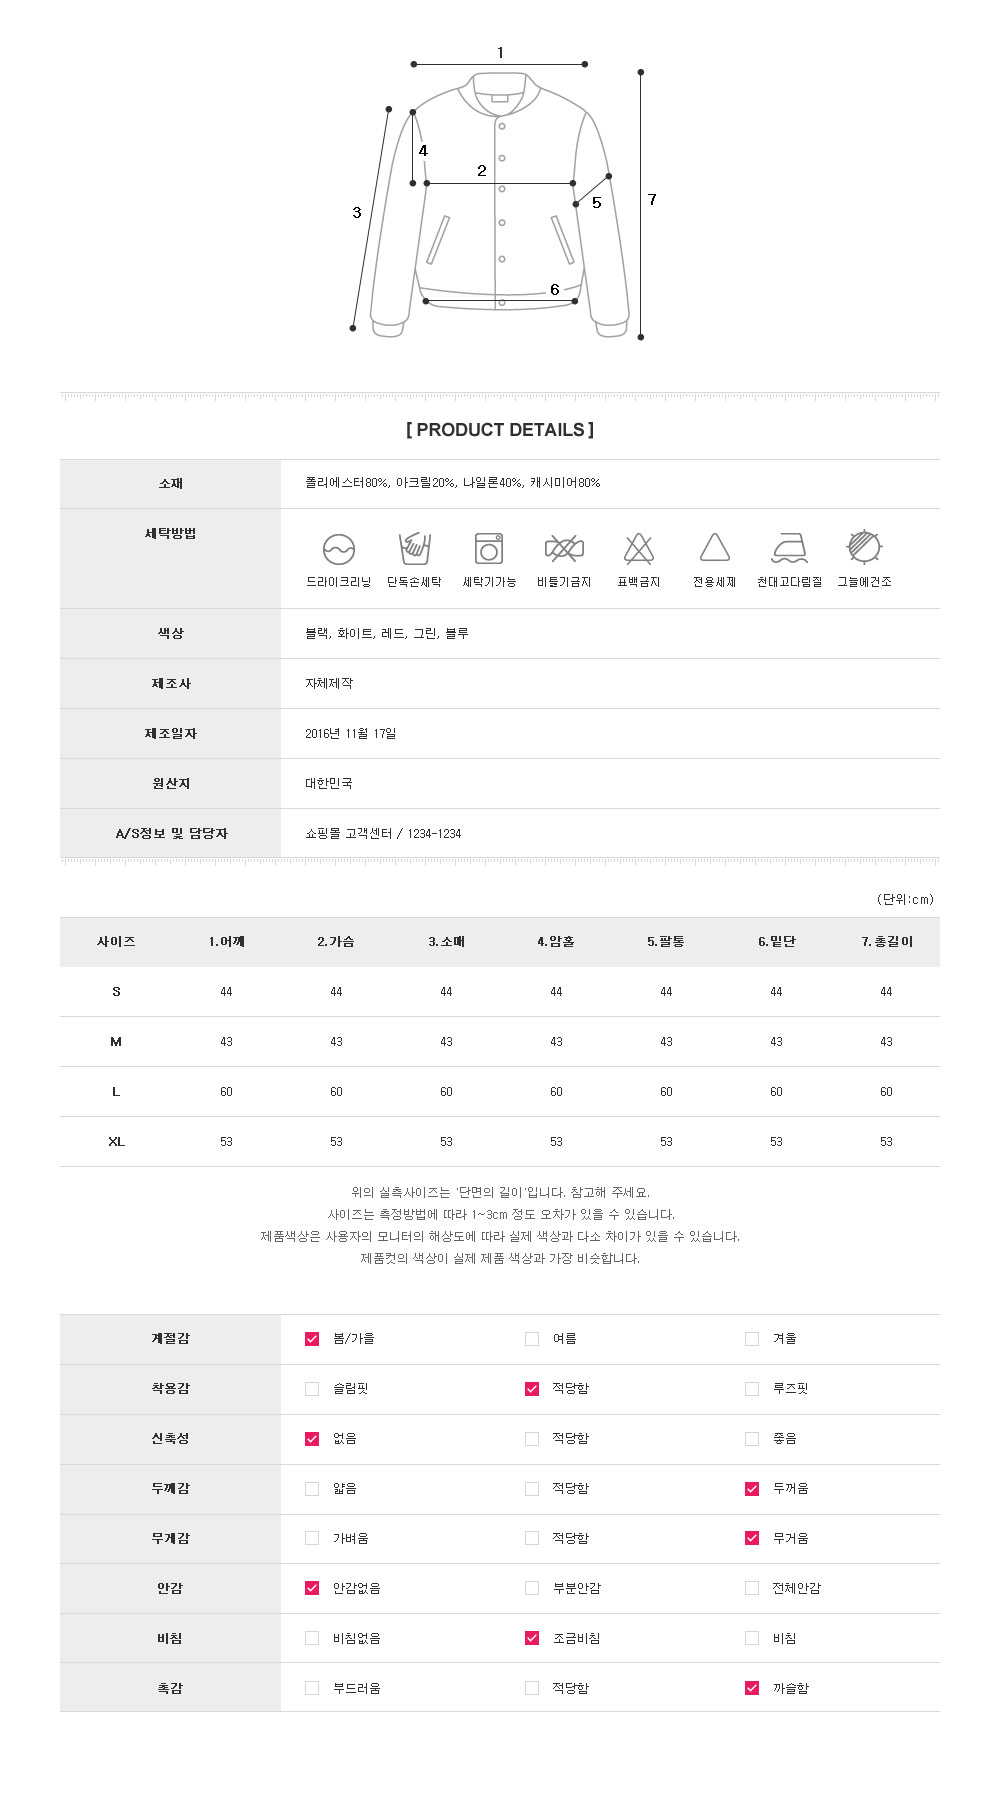 1
4
2
3
5
7
6
[ PRODUCT DETAILS ]
소재 폴리에스터80%, 아크릴20%, 나일론40%, 캐시미어80%
세탁방법
드라이크리닝 단독손세탁 세탁기가능 비틀기금지 표백금지 전용세제 천대고다림질 그늘에건조
색상 블랙, 화이트, 레드, 그린, 블루
제조사 자체제작
제조일자 2016년 11월 17일
원산지 대한민국
A/S정보 및 담당자 쇼핑몰 고객센터 / 1234-1234
(단위:cm)
사이즈 1.어깨 2.가슴 3.소매 4.암홀 5.팔통 6.밑단 7.총길이
S 44 44 44 44 44 44 44
M 43 43 43 43 43 43 43
L 60 60 60 60 60 60 60
XL 53 53 53 53 53 53 53
위의 실측사이즈는 '단면의 길이'입니다. 참고해 주세요.
사이즈는 측정방법에 따라 1~3cm 정도 오차가 있을 수 있습니다.
제품색상은 사용자의 모니터의 해상도에 따라 실제 색상과 다소 차이가 있을 수 있습니다.
제품컷의 색상이 실제 제품 색상과 가장 비슷합니다.
계절감 봄/가을 여름 겨울
착용감 슬림핏 적당함 루즈핏
신축성 없음 적당함 좋음
두께감 얇음 적당함 두꺼움
무게감 가벼움 적당함 무거움
안감 안감없음 부분안감 전체안감
비침 비침없음 조금비침 비침
촉감 부드러움 적당함 까슬함